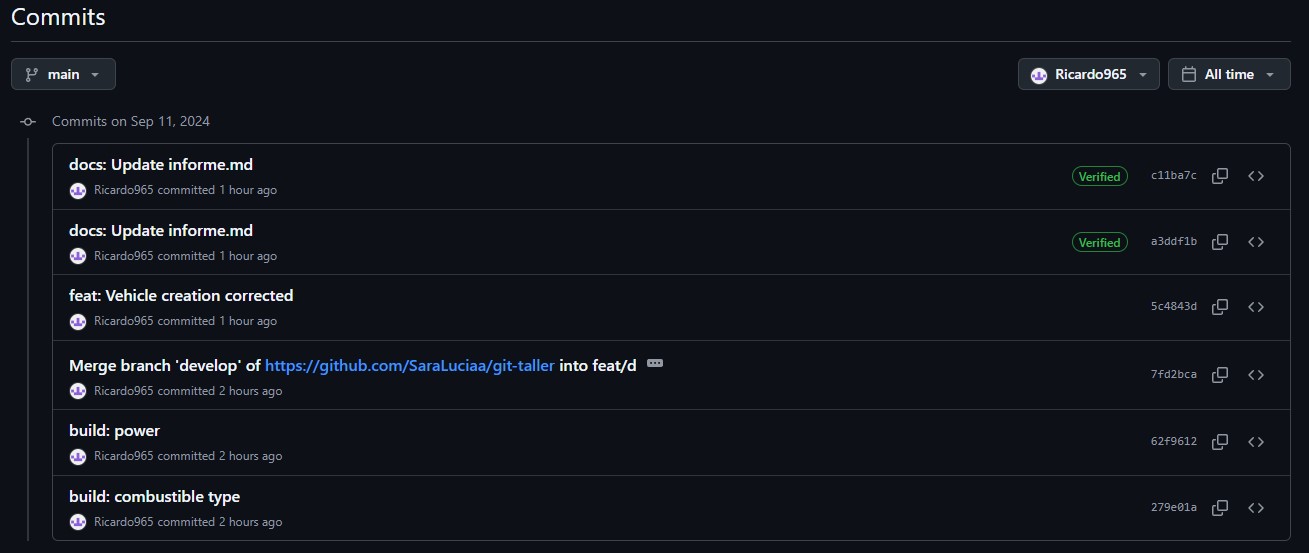 Commits
main
Ricardo965
All time
Commits on Sep 11, 2024
docs: Update informe.md
Verified
c11ba7c
Ricardo965 committed 1 hour ago
docs: Update informe.md
Verified
a3ddf1b
Ricardo965 committed 1 hour ago
feat: Vehicle creation corrected
5c4843d
Ricardo965 committed 1 hour ago
Merge branch 'develop' of https://github.com/SaraLuciaa/git-taller into feat/d
7fd2bca
Ricardo965 committed 2 hours ago
build: power
62f9612
Ricardo965 committed 2 hours ago
build: combustible type
279e01a
Ricardo965 committed 2 hours ago